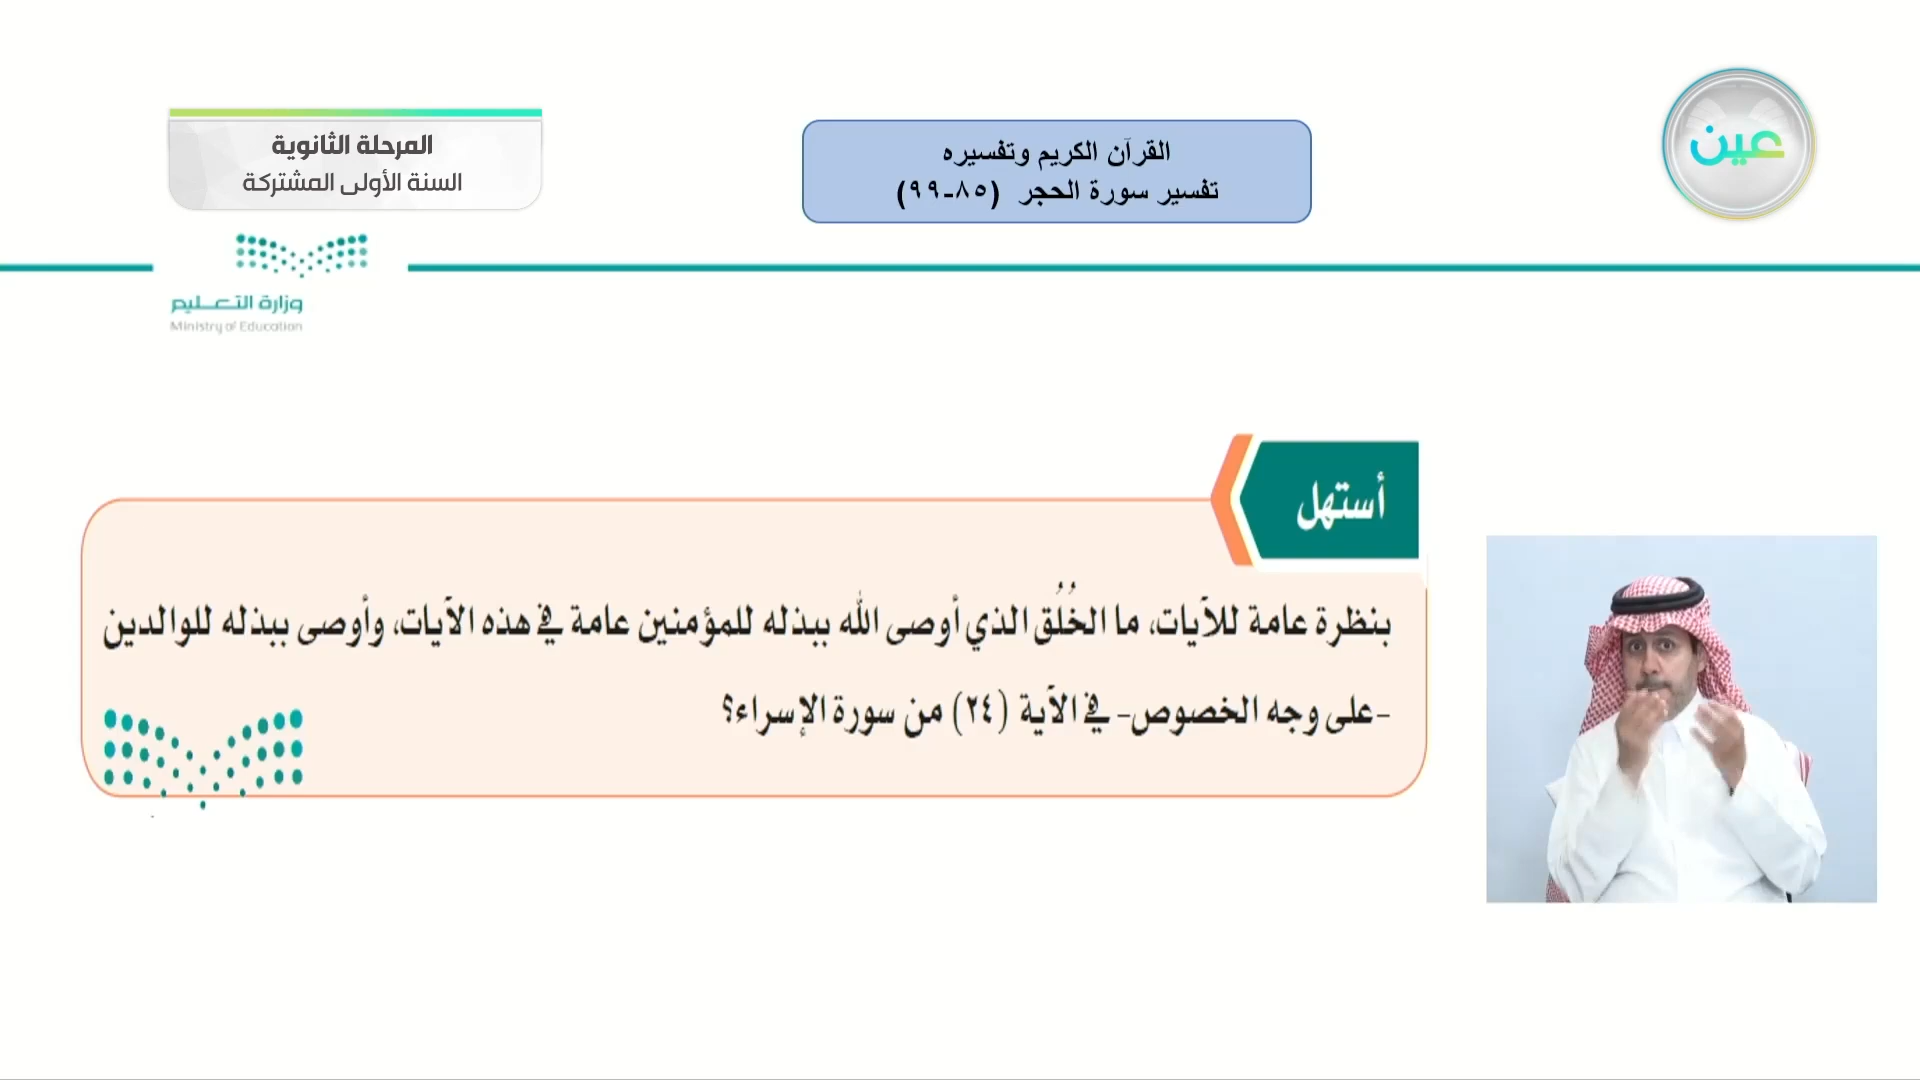 عين
القرآن الكريم وتفسيره
تفسير سورة الحجر (٨٥-٩٩)
المرحلة الثانوية
السنة الأولى المشتركة
وزارة التعـــليم
Ministry of Education
أستهل
بنظرة عامة للآيات، ما الخُلُق الذي أوصى الله ببذله للمؤمنين عامة في هذه الآيات، وأوصى ببذله للوالدين
-على وجه الخصوص- في الآية (٢٤) من سورة الإسراء؟